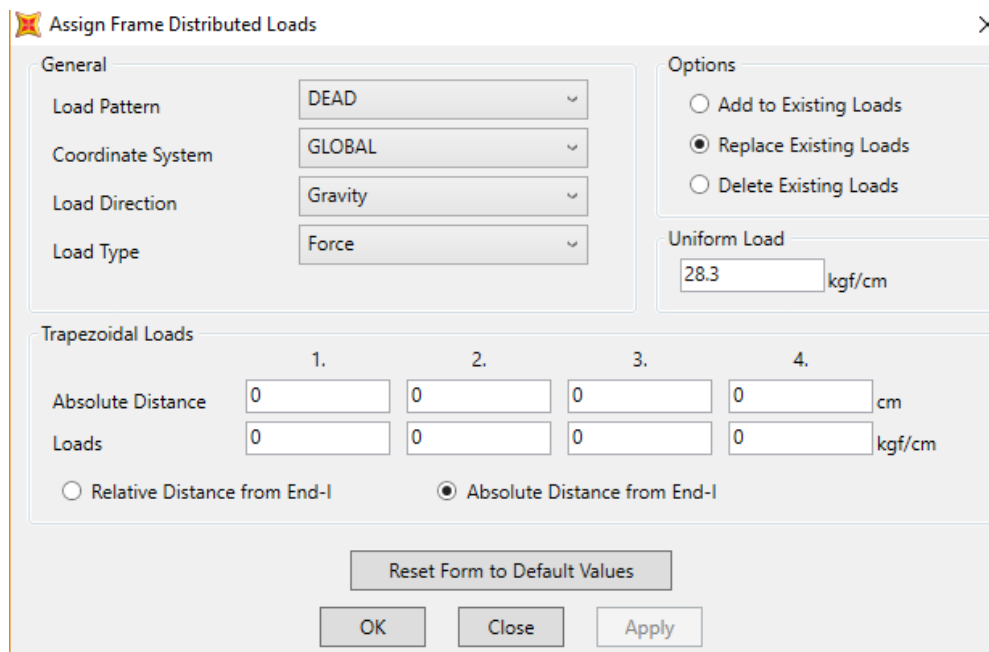 Assign Frame Distributed Loads
General
Load Pattern DEAD
Coordinate System GLOBAL
Load Direction Gravity
Load Type Force
Options
Add to Existing Loads
Replace Existing Loads
Delete Existing Loads
Uniform Load
28.3 kgf/cm
Trapezoidal Loads
1. 2. 3. 4.
Absolute Distance 0 0 0 0 cm
Loads 0 0 0 0 kgf/cm
Relative Distance from End-I Absolute Distance from End-I
Reset Form to Default Values
OK Close Apply